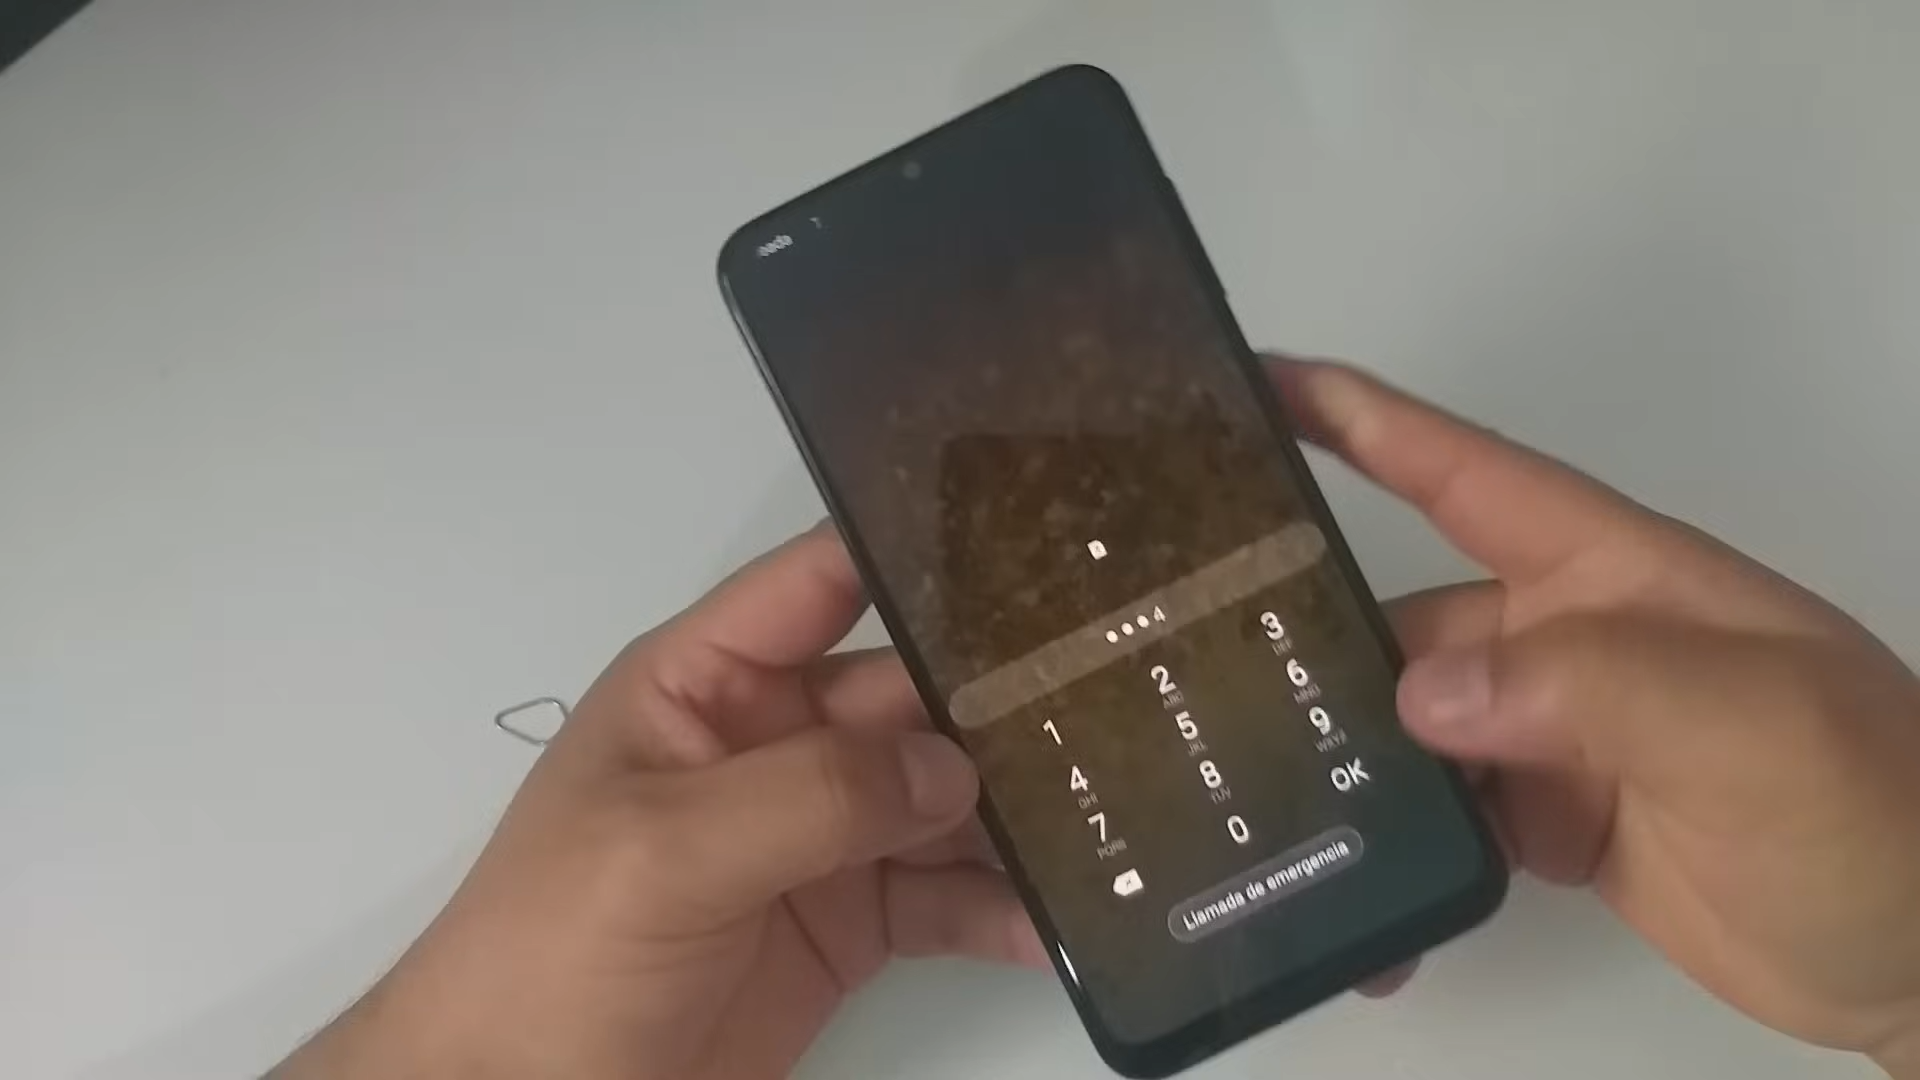 •••4
1
2 ABC
3 DEF
4 GHI
5 JKL
6 MNO
7 PQRS
8 TUV
9 WXYZ
0
OK
Llamada de emergencia